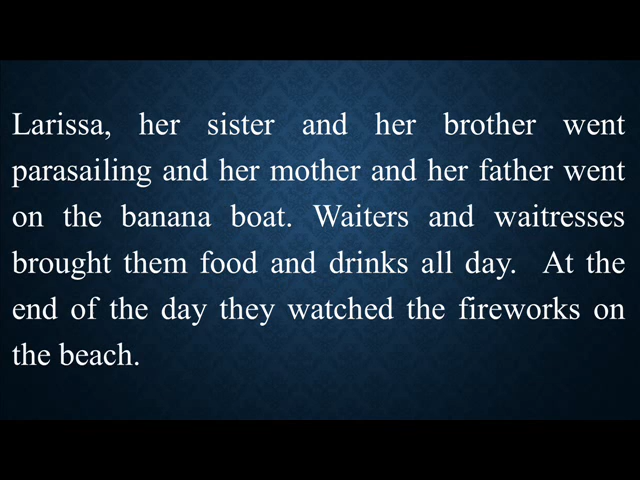 Larissa, her sister and her brother went
parasailing and her mother and her father went
on the banana boat. Waiters and waitresses
brought them food and drinks all day.  At the
end of the day they watched the fireworks on
the beach.